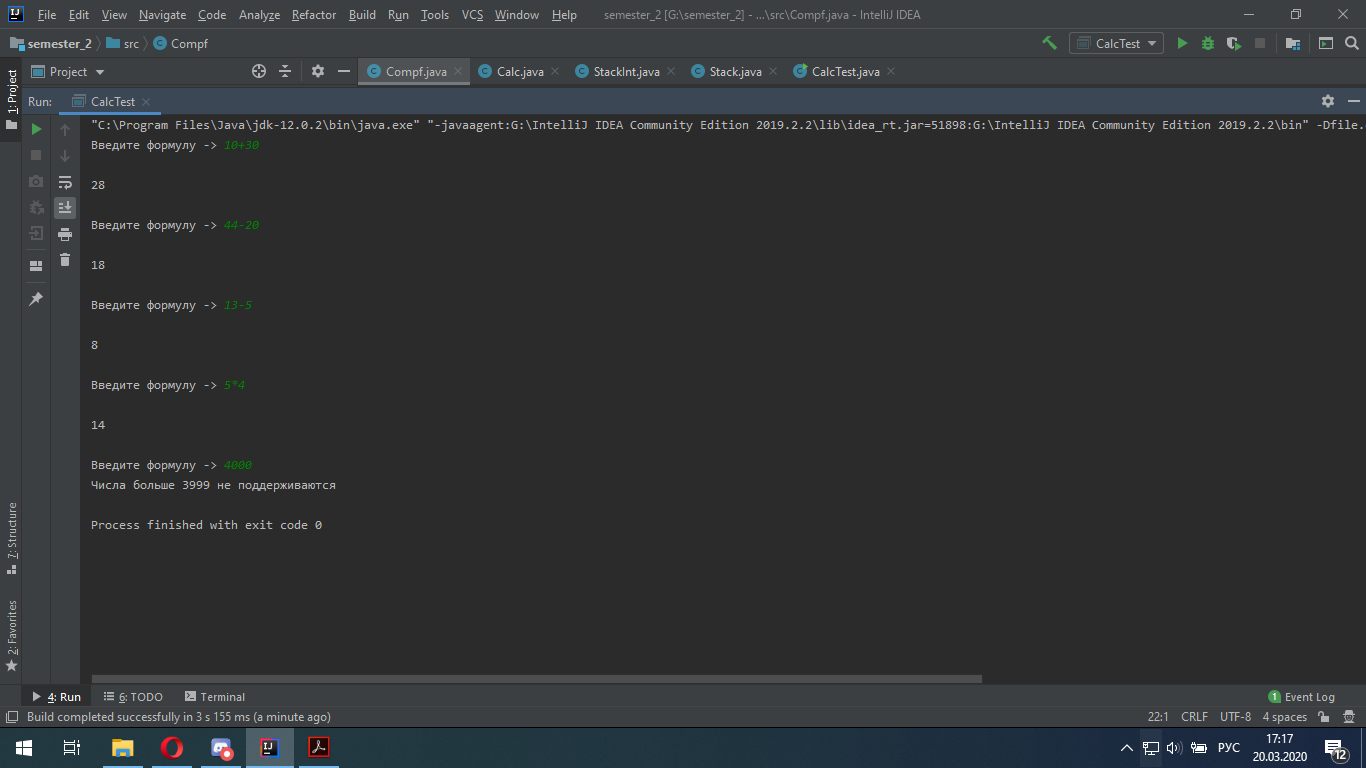 File Edit View Navigate Code Analyze Refactor Build Run Tools VCS Window Help semester_2 [G:\semester_2] - ...\src\Compf.java - IntelliJ IDEA
semester_2 src Compf CalcTest
Project Compf.java Calc.java StackInt.java Stack.java CalcTest.java
1: Project
Run: CalcTest
"C:\Program Files\Java\jdk-12.0.2\bin\java.exe" "-javaagent:G:\IntelliJ IDEA Community Edition 2019.2.2\lib\idea_rt.jar=51898:G:\IntelliJ IDEA Community Edition 2019.2.2\bin" -Dfile.
Введите формулу -> 10+30
28
Введите формулу -> 44-20
18
Введите формулу -> 13-5
8
Введите формулу -> 5*4
14
Введите формулу -> 4000
Числа больше 3999 не поддерживаются
Process finished with exit code 0
7: Structure
2: Favorites
4: Run 6: TODO Terminal 1 Event Log
Build completed successfully in 3 s 155 ms (a minute ago) 22:1 CRLF UTF-8 4 spaces
РУС 17:17
20.03.2020 12